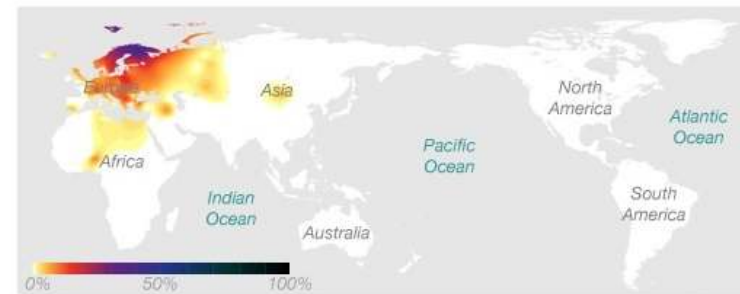 Europe
Asia
North
America
Atlantic
Ocean
Pacific
Ocean
Africa
Indian
Ocean
South
America
Australia
0%
50%
100%